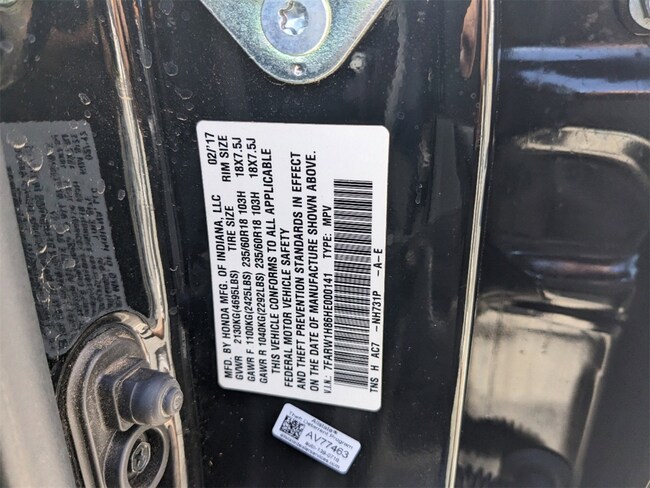 MFD. BY HONDA MFG. OF INDIANA, LLC 02/'17
TIRE SIZE RIM SIZE
GVWR 2130KG(4695LBS)
GAWR F 1100KG(2425LBS) 235/60R18 103H 18X7.5J
GAWR R 1040KG(2292LBS) 235/60R18 103H 18X7.5J
THIS VEHICLE CONFORMS TO ALL APPLICABLE
FEDERAL MOTOR VEHICLE SAFETY
AND THEFT PREVENTION STANDARDS IN EFFECT
ON THE DATE OF MANUFACTURE SHOWN ABOVE.
V.I.N.: 7FARW1H86HE000141 TYPE: MPV
TNS H AC7 -NH731P -A-E
Theft Deterrent Program
AV77463